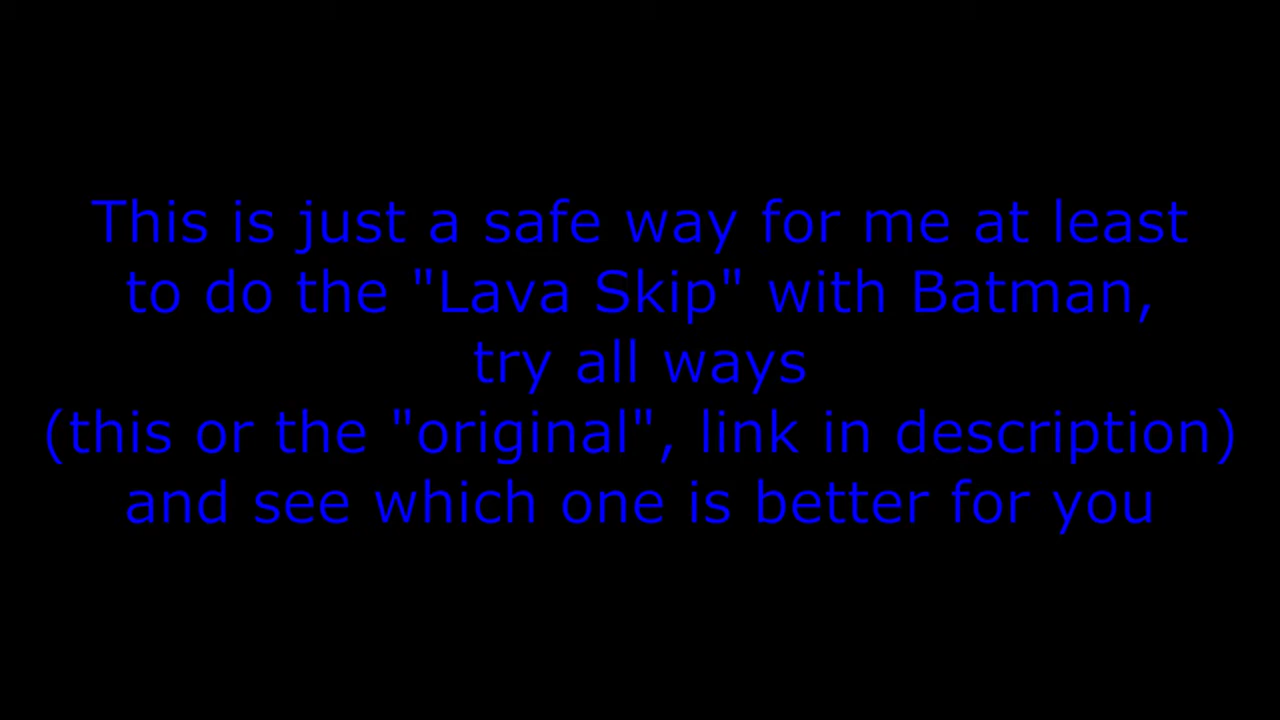 This is just a safe way for me at least
to do the "Lava Skip" with Batman,
try all ways
(this or the "original", link in description)
and see which one is better for you